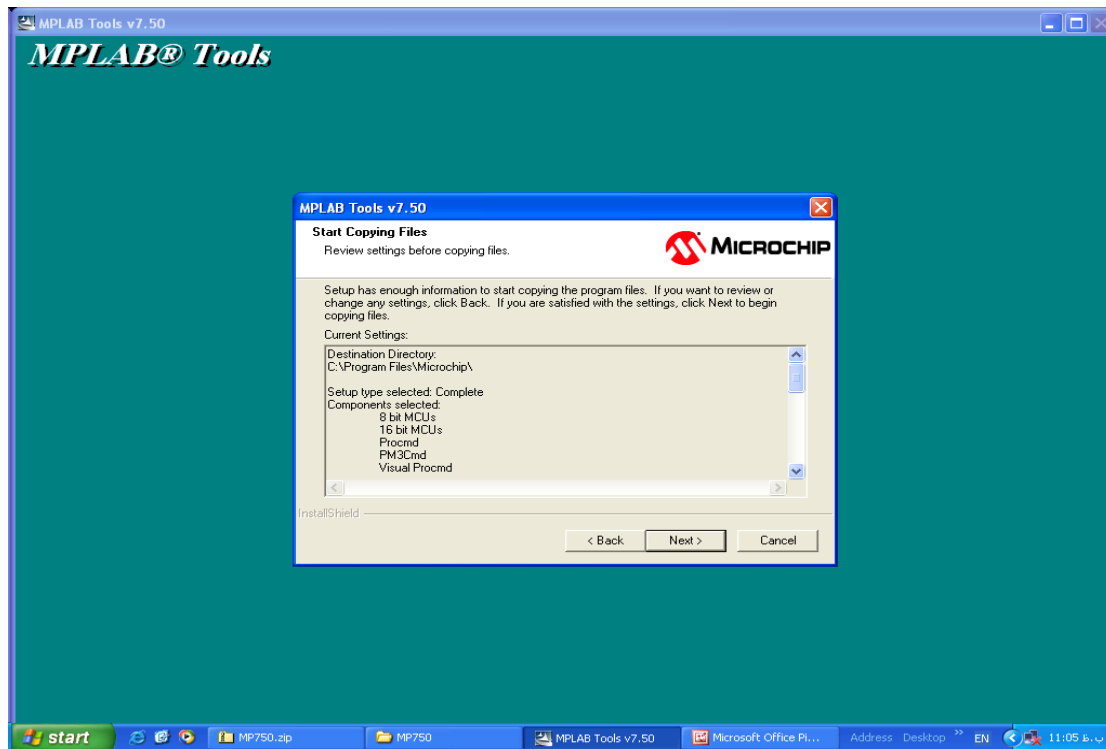 MPLAB Tools v7.50
MPLAB® Tools
MPLAB Tools v7.50
Start Copying Files
Review settings before copying files.
MICROCHIP
Setup has enough information to start copying the program files. If you want to review or
change any settings, click Back. If you are satisfied with the settings, click Next to begin
copying files.
Current Settings:
Destination Directory:
C:\Program Files\Microchip\
Setup type selected: Complete
Components selected:
8 bit MCUs
16 bit MCUs
Procmd
PM3Cmd
Visual Procmd
InstallShield
< Back
Next >
Cancel
start
MP750.zip
MP750
MPLAB Tools v7.50
Microsoft Office Pi...
Address
Desktop
EN
11:05 ب.ظ